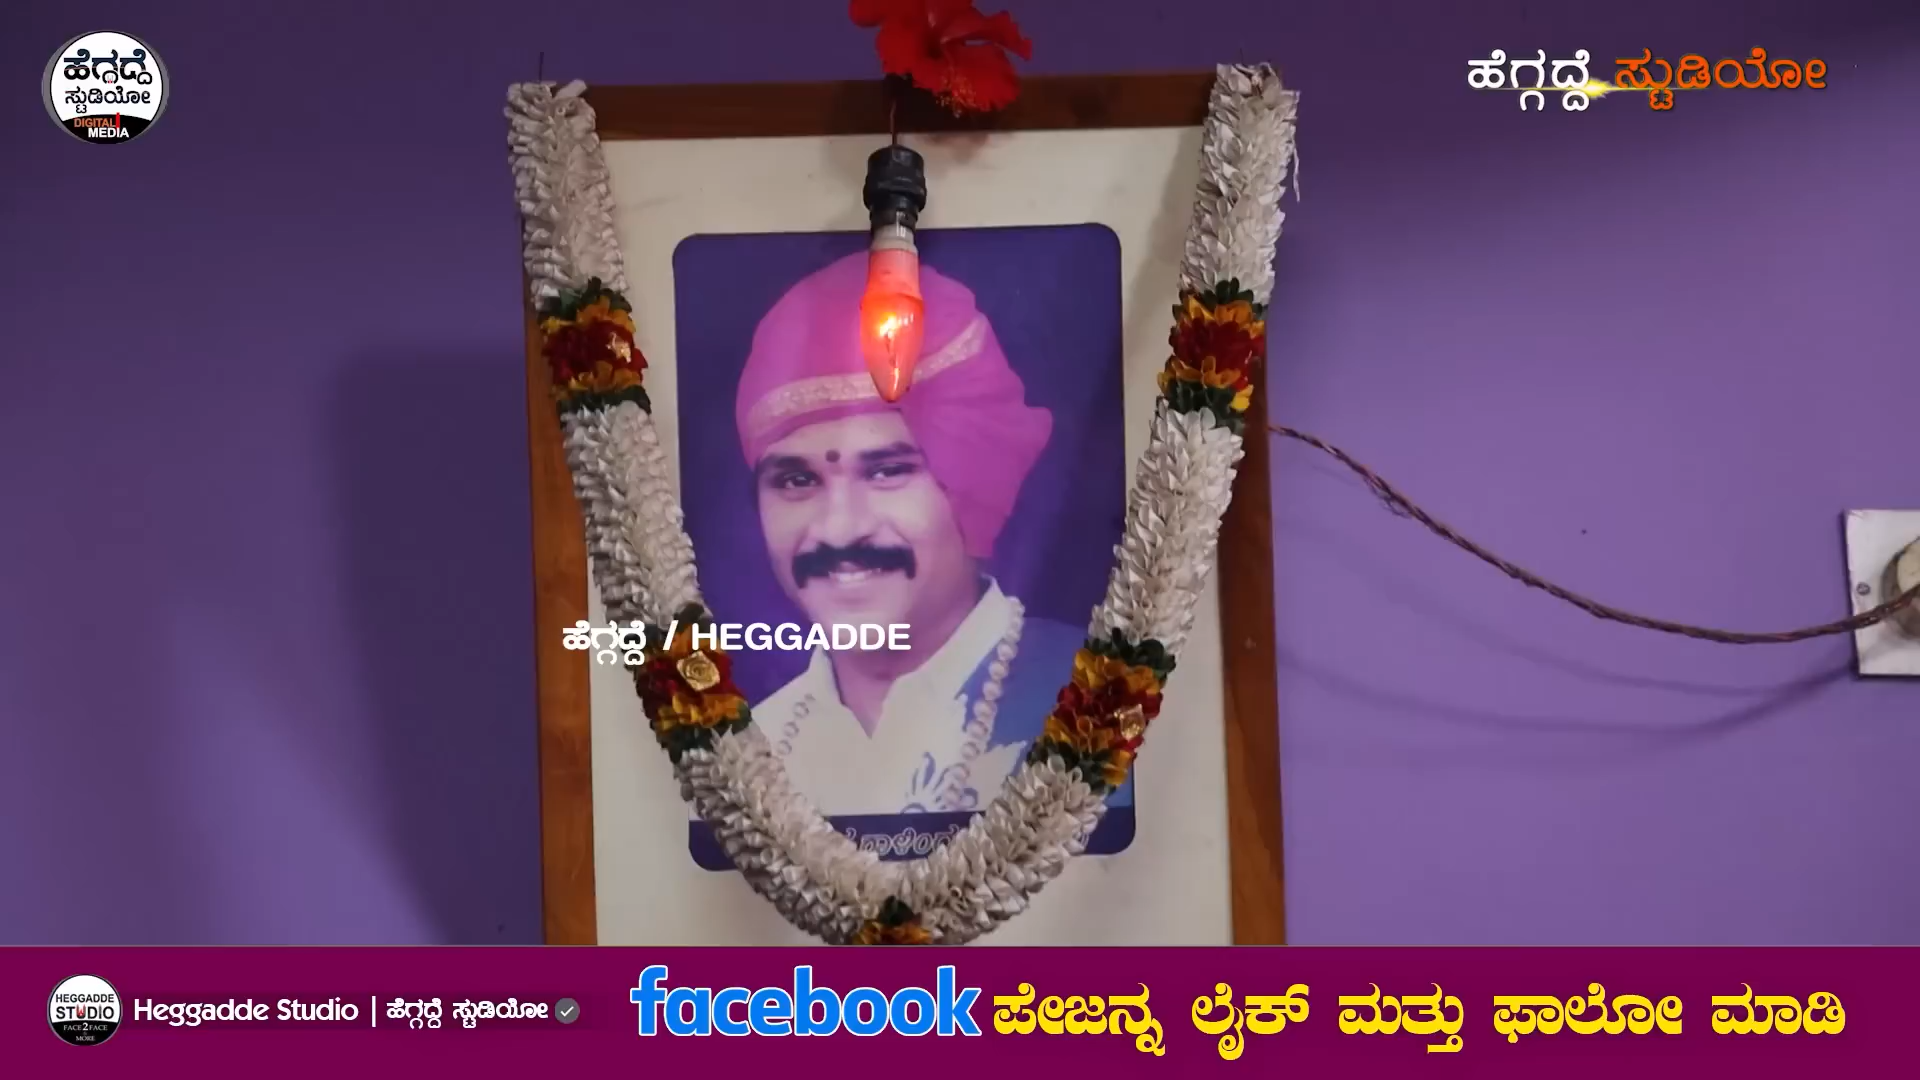 ಹೆಗ್ಗದ್ದೆ
ಸ್ಟುಡಿಯೋ
DIGITAL
MEDIA
ಹೆಗ್ಗದ್ದೆ ಸ್ಟುಡಿಯೋ
ಹೆಗ್ಗದ್ದೆ / HEGGADDE
HEGGADDE
STUDIO
FACE2FACE
MORE
Heggadde Studio | ಹೆಗ್ಗದ್ದೆ ಸ್ಟುಡಿಯೋ
facebook ಪೇಜನ್ನ ಲೈಕ್ ಮತ್ತು ಫಾಲೋ ಮಾಡಿ